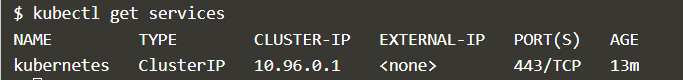 $ kubectl get services
NAME TYPE CLUSTER-IP EXTERNAL-IP PORT(S) AGE
kubernetes ClusterIP 10.96.0.1 <none> 443/TCP 13m